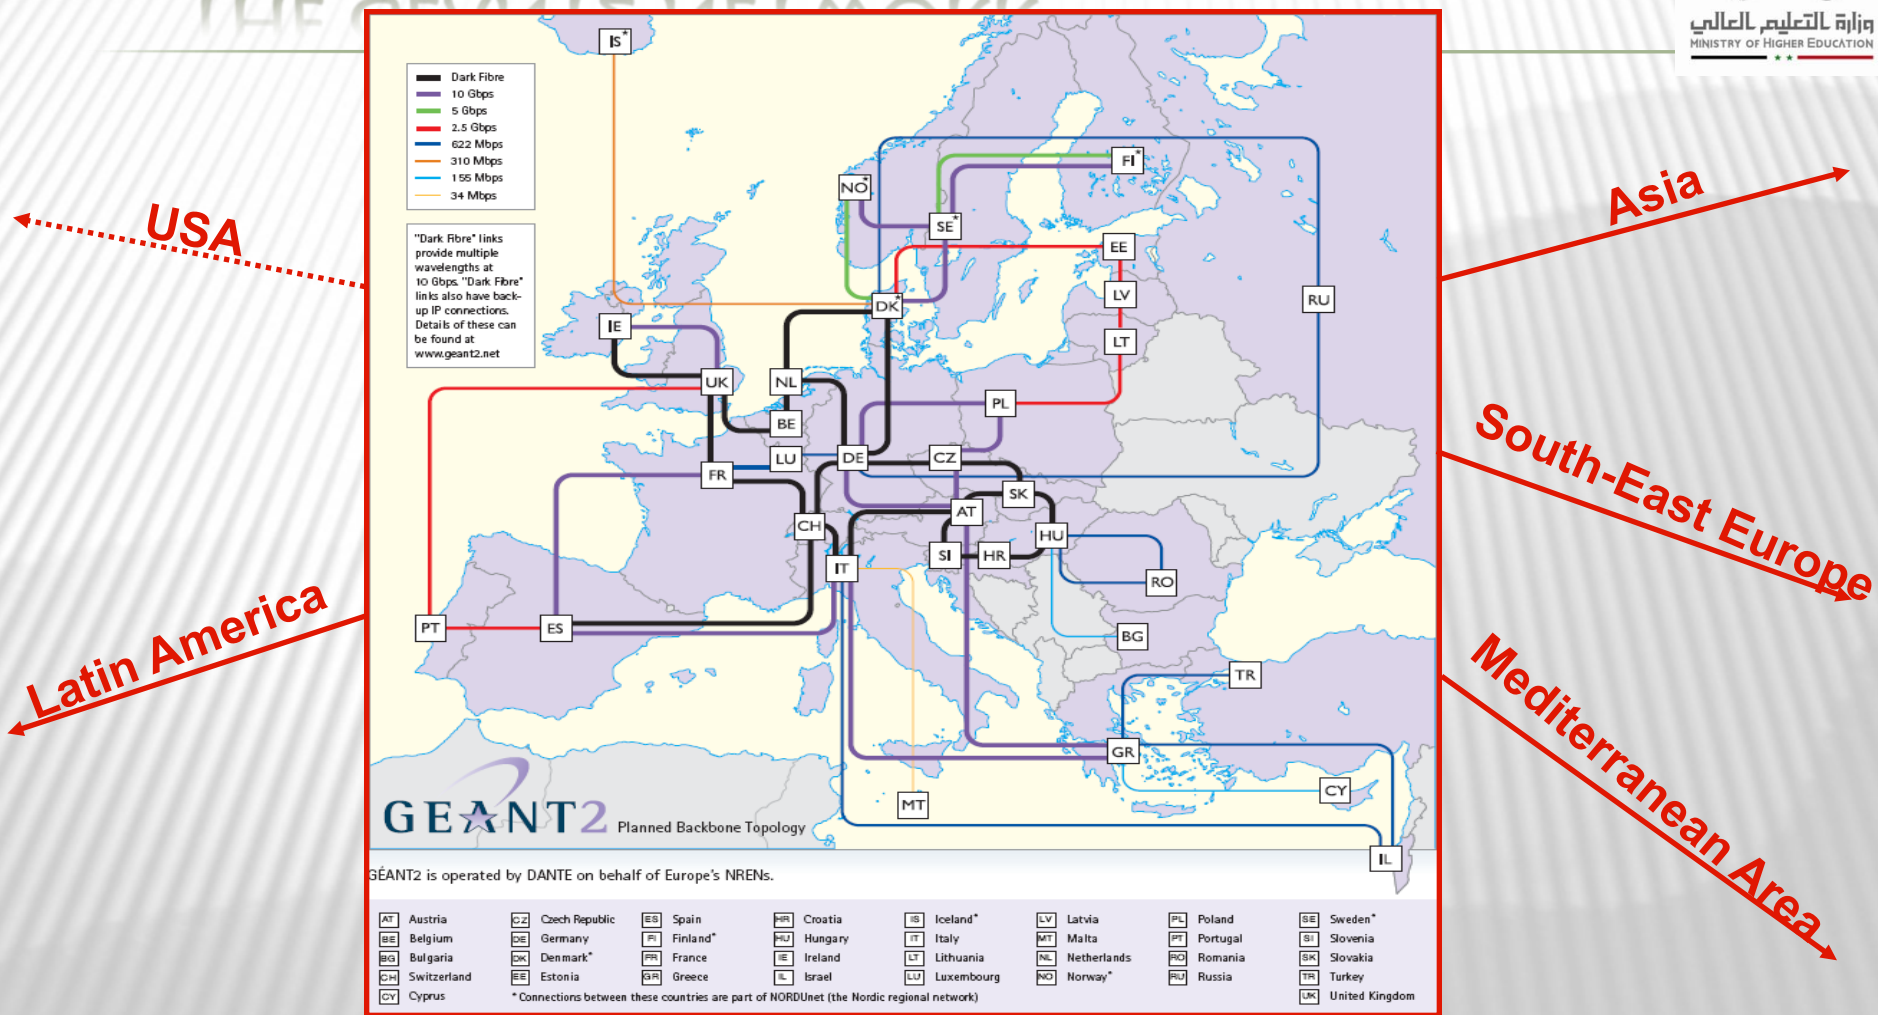 THE GEANT2 NETWORK
وزارة التعليم العالي
MINISTRY OF HIGHER EDUCATION
USA
Latin America
Asia
South-East Europe
Mediterranean Area
Dark Fibre
10 Gbps
5 Gbps
2.5 Gbps
622 Mbps
310 Mbps
155 Mbps
34 Mbps
"Dark Fibre" links
provide multiple
wavelengths at
10 Gbps. "Dark Fibre"
links also have back-
up IP connections.
Details of these can
be found at
www.geant2.net
IS*
FI*
NO*
SE*
EE
LV
RU
DK*
IE
LT
UK
NL
PL
BE
LU
DE
CZ
FR
SK
AT
CH
HU
SI
HR
IT
RO
PT
ES
BG
TR
GR
CY
MT
IL
GEANT2 Planned Backbone Topology
GÉANT2 is operated by DANTE on behalf of Europe's NRENs.
AT Austria
BE Belgium
BG Bulgaria
CH Switzerland
CY Cyprus
CZ Czech Republic
DE Germany
DK Denmark*
EE Estonia
ES Spain
FI Finland*
FR France
GR Greece
HR Croatia
HU Hungary
IE Ireland
IL Israel
IS Iceland*
IT Italy
LT Lithuania
LU Luxembourg
LV Latvia
MT Malta
NL Netherlands
NO Norway*
PL Poland
PT Portugal
RO Romania
RU Russia
SE Sweden*
SI Slovenia
SK Slovakia
TR Turkey
UK United Kingdom
* Connections between these countries are part of NORDUnet (the Nordic regional network)